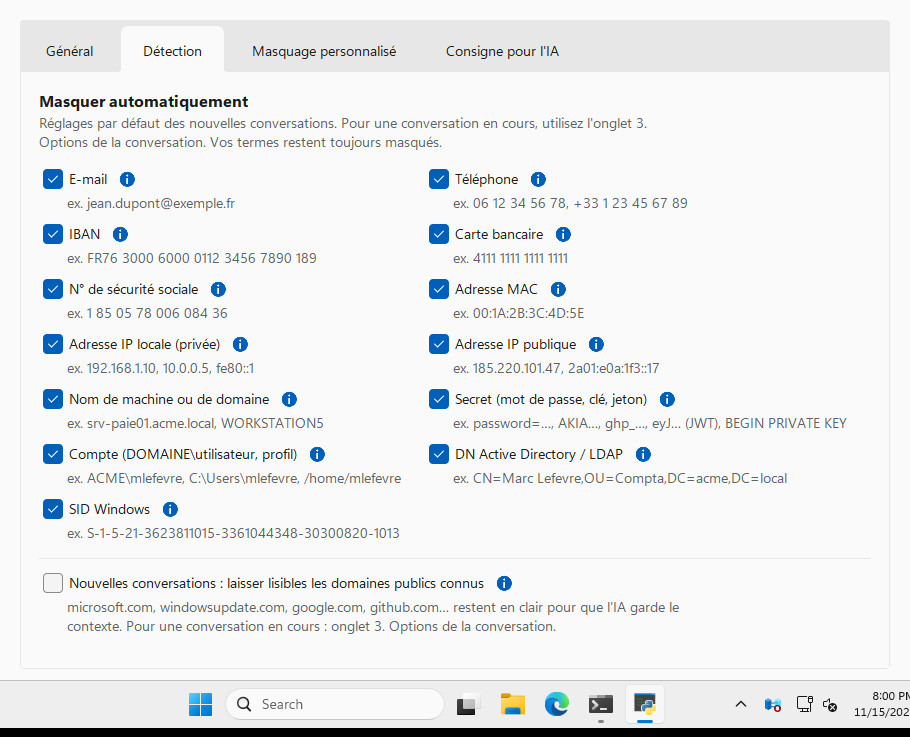 Général Détection Masquage personnalisé Consigne pour l'IA
Masquer automatiquement
Réglages par défaut des nouvelles conversations. Pour une conversation en cours, utilisez l'onglet 3.
Options de la conversation. Vos termes restent toujours masqués.
E-mail
ex. jean.dupont@exemple.fr
Téléphone
ex. 06 12 34 56 78, +33 1 23 45 67 89
IBAN
ex. FR76 3000 6000 0112 3456 7890 189
Carte bancaire
ex. 4111 1111 1111 1111
N° de sécurité sociale
ex. 1 85 05 78 006 084 36
Adresse MAC
ex. 00:1A:2B:3C:4D:5E
Adresse IP locale (privée)
ex. 192.168.1.10, 10.0.0.5, fe80::1
Adresse IP publique
ex. 185.220.101.47, 2a01:e0a:1f3::17
Nom de machine ou de domaine
ex. srv-paie01.acme.local, WORKSTATION5
Secret (mot de passe, clé, jeton)
ex. password=..., AKIA..., ghp_..., eyJ... (JWT), BEGIN PRIVATE KEY
Compte (DOMAINE\utilisateur, profil)
ex. ACME\mlefevre, C:\Users\mlefevre, /home/mlefevre
DN Active Directory / LDAP
ex. CN=Marc Lefevre,OU=Compta,DC=acme,DC=local
SID Windows
ex. S-1-5-21-3623811015-3361044348-30300820-1013
Nouvelles conversations : laisser lisibles les domaines publics connus
microsoft.com, windowsupdate.com, google.com, github.com... restent en clair pour que l'IA garde le
contexte. Pour une conversation en cours : onglet 3. Options de la conversation.
Search
8:00 PM
11/15/202